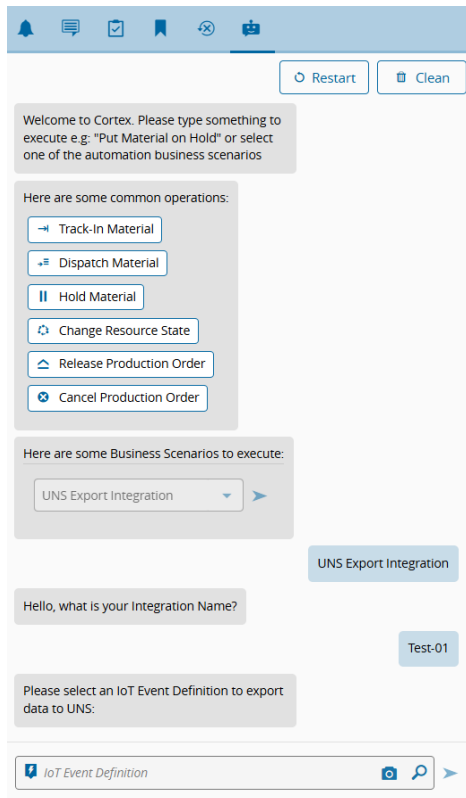 Restart
Clean
Welcome to Cortex. Please type something to
execute e.g: "Put Material on Hold" or select
one of the automation business scenarios
Here are some common operations:
Track-In Material
Dispatch Material
Hold Material
Change Resource State
Release Production Order
Cancel Production Order
Here are some Business Scenarios to execute:
UNS Export Integration
UNS Export Integration
Hello, what is your Integration Name?
Test-01
Please select an IoT Event Definition to export
data to UNS:
IoT Event Definition